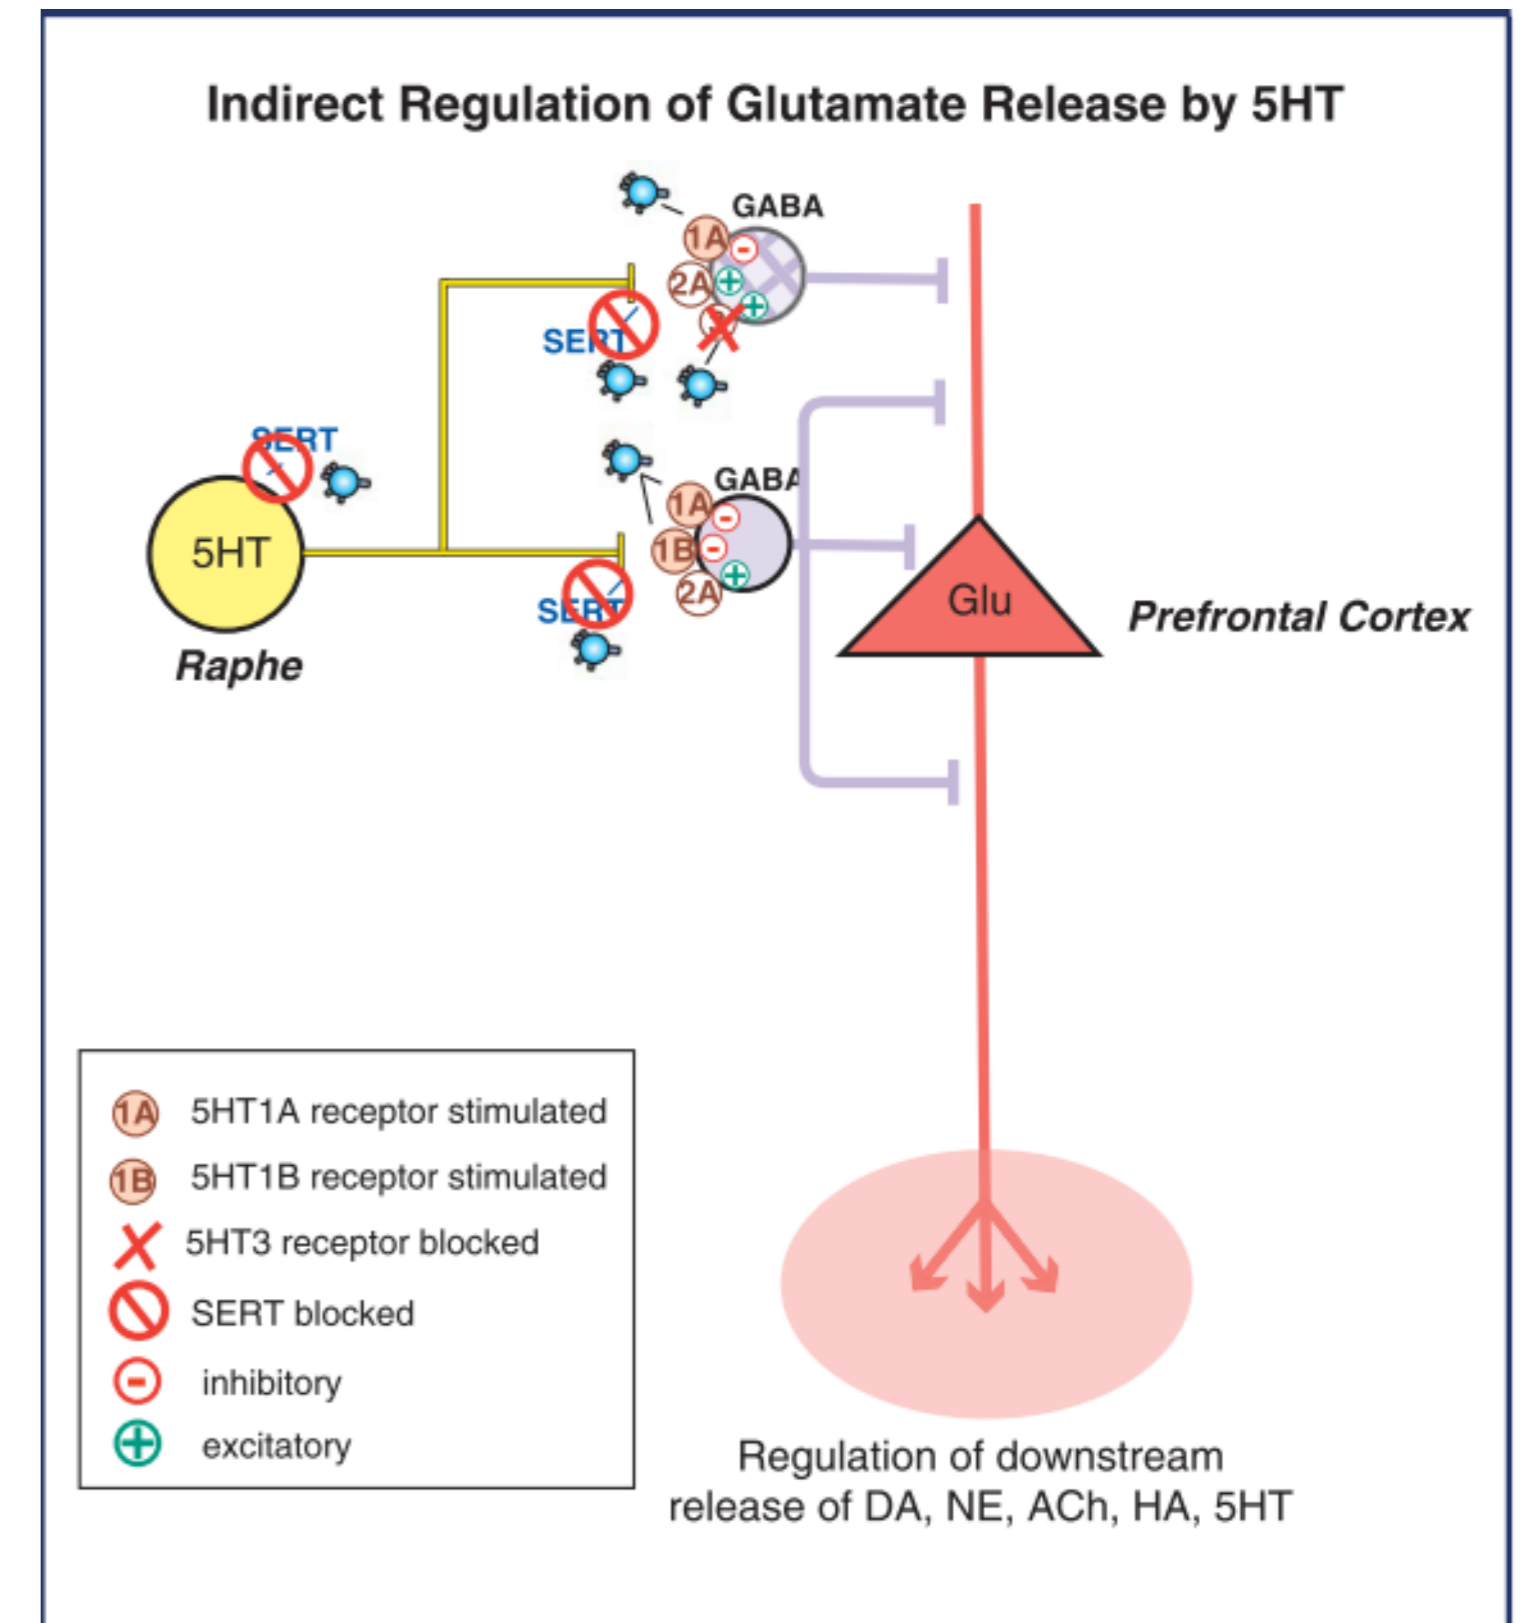 Indirect Regulation of Glutamate Release by 5HT
GABA
1A
-
2A
+
+
SERT
SERT
GABA
1A
-
1B
-
+
2A
5HT
SERT
Glu
Prefrontal Cortex
Raphe
1A 5HT1A receptor stimulated
1B 5HT1B receptor stimulated
5HT3 receptor blocked
SERT blocked
- inhibitory
+ excitatory
Regulation of downstream
release of DA, NE, ACh, HA, 5HT